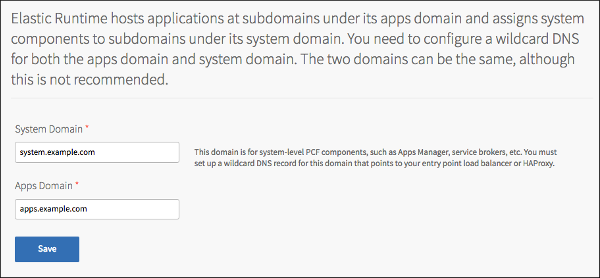 Elastic Runtime hosts applications at subdomains under its apps domain and assigns system
components to subdomains under its system domain. You need to configure a wildcard DNS
for both the apps domain and system domain. The two domains can be the same, although
this is not recommended.
System Domain *
system.example.com
This domain is for system-level PCF components, such as Apps Manager, service brokers, etc. You must
set up a wildcard DNS record for this domain that points to your entry point load balancer or HAProxy.
Apps Domain *
apps.example.com
Save